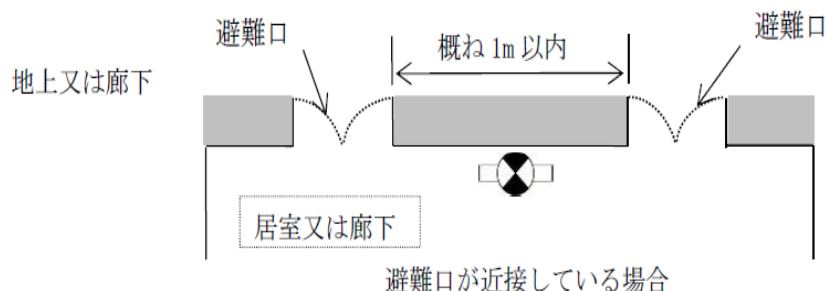 避難口
概ね 1m 以内
避難口
地上又は廊下
居室又は廊下
避難口が近接している場合